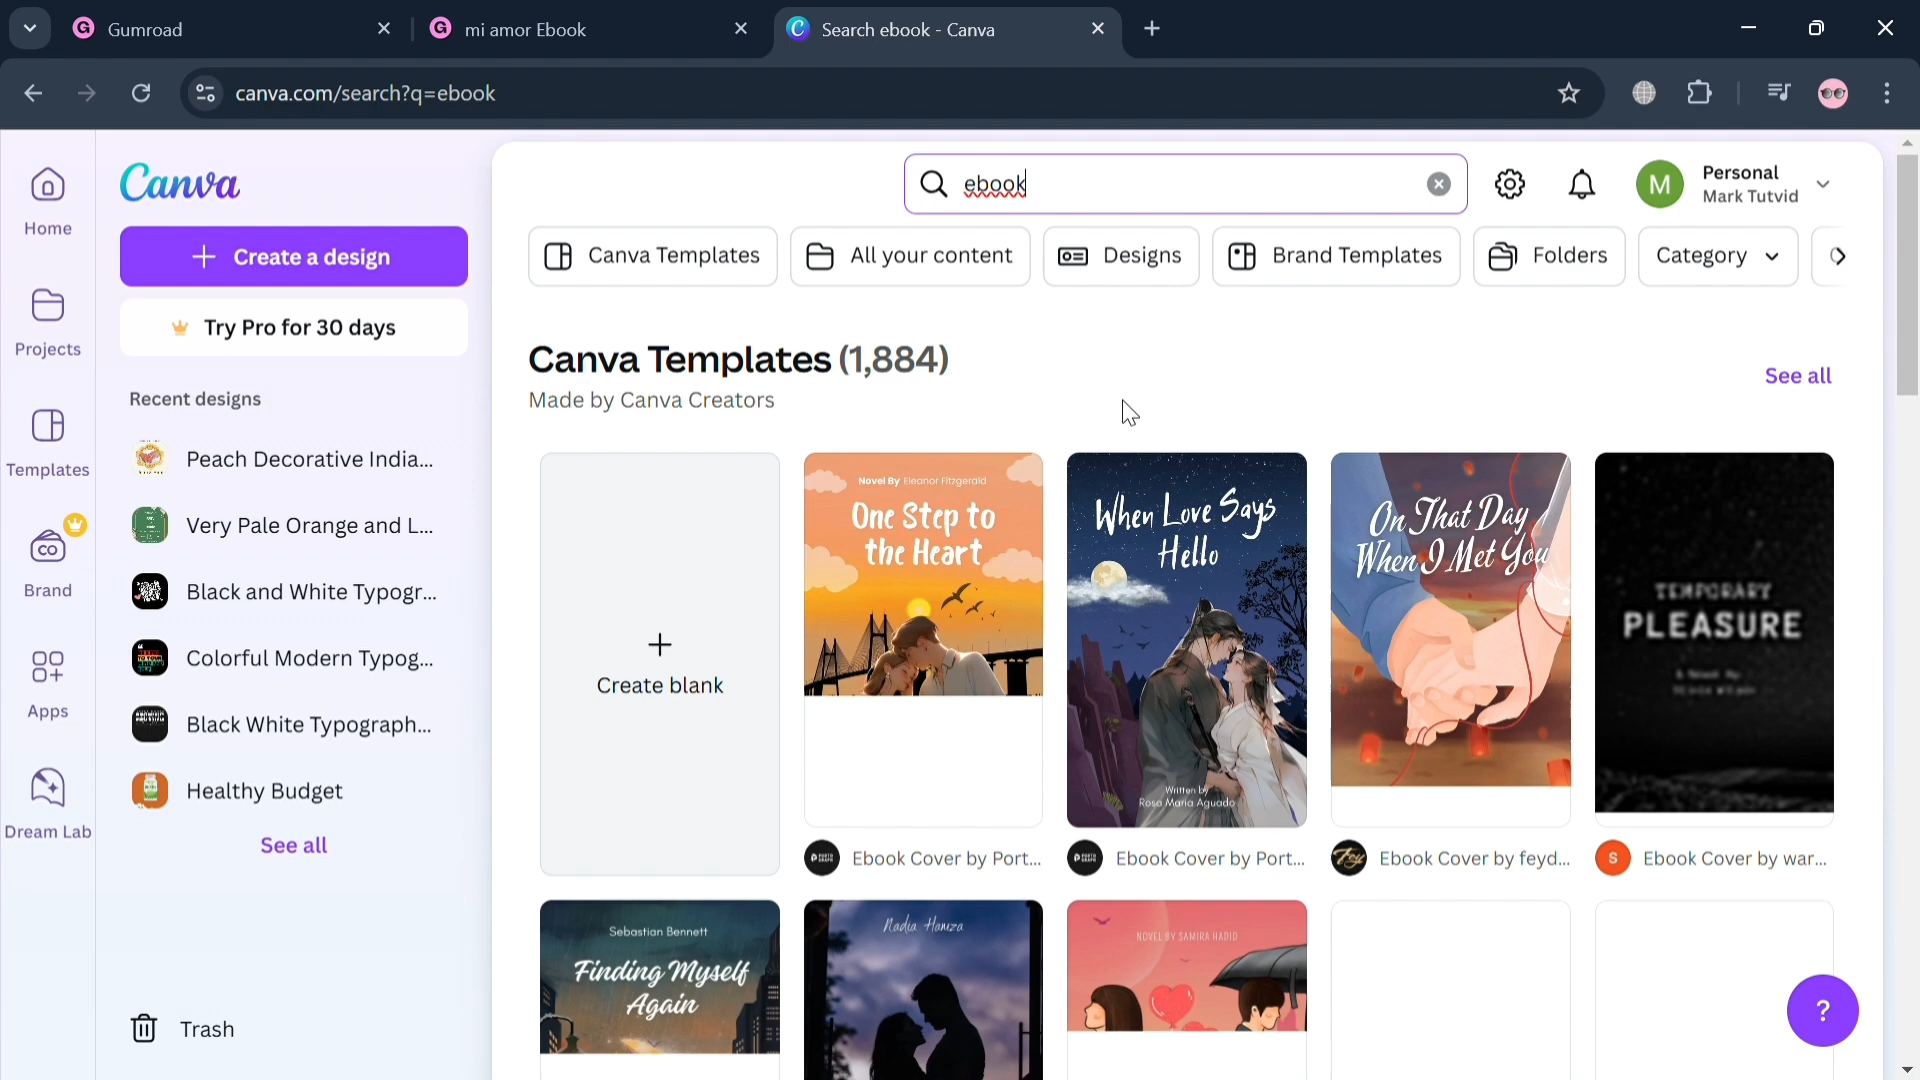 Gumroad
mi amor Ebook
Search ebook - Canva
canva.com/search?q=ebook
Home
Projects
Templates
Brand
Apps
Dream Lab
Canva
Create a design
Try Pro for 30 days
Recent designs
Peach Decorative India...
Very Pale Orange and L...
Black and White Typogr...
Colorful Modern Typog...
Black White Typograph...
Healthy Budget
See all
Trash
ebook
M
Personal
Mark Tutvid
Canva Templates
All your content
Designs
Brand Templates
Folders
Category
Canva Templates (1,884)
Made by Canva Creators
See all
Create blank
Novel By Eleanor Fitzgerald
One Step to
the Heart
Ebook Cover by Port...
When Love Says
Hello
Written by
Rosa Maria Aguado
Ebook Cover by Port...
On That Day
When I Met You
Ebook Cover by feyd...
TEMPORARY
PLEASURE
S
Ebook Cover by war...
Sebastian Bennett
Finding Myself
Again
Nadia Hamza
NOVEL BY SAMIRA HADID
?